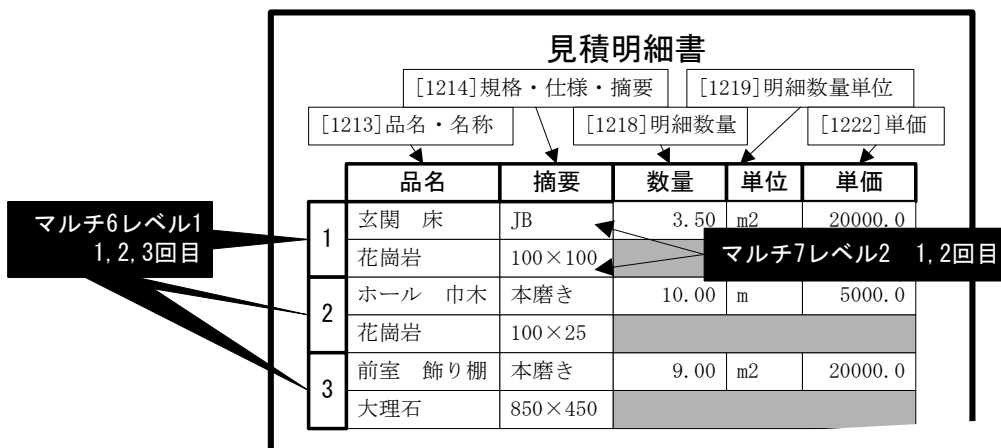 見積明細書
[1214]規格・仕様・摘要 [1219]明細数量単位
[1213]品名・名称 [1218]明細数量 [1222]単価
品名 摘要 数量 単位 単価
マルチ6レベル1
1,2,3回目
1 玄関 床 JB 3.50 m2 20000.0
花崗岩 100×100
マルチ7レベル2 1,2回目
2 ホール 巾木 本磨き 10.00 m 5000.0
花崗岩 100×25
3 前室 飾り棚 本磨き 9.00 m2 20000.0
大理石 850×450